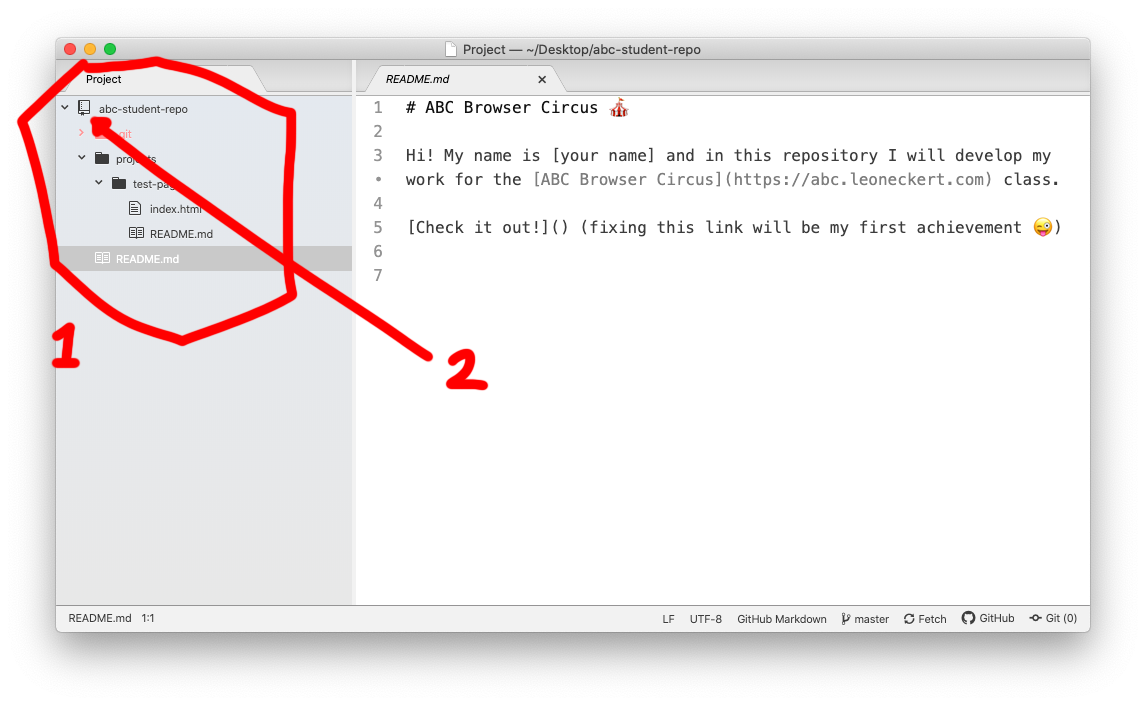 Project — ~/Desktop/abc-student-repo
Project
README.md
abc-student-repo
.git
projects
test-page
index.html
README.md
README.md
1 # ABC Browser Circus 🎪
2
3 Hi! My name is [your name] and in this repository I will develop my
• work for the [ABC Browser Circus](https://abc.leoneckert.com) class.
4
5 [Check it out!]() (fixing this link will be my first achievement 😜)
6
7
1
2
README.md 1:1
LF UTF-8 GitHub Markdown master Fetch GitHub Git (0)